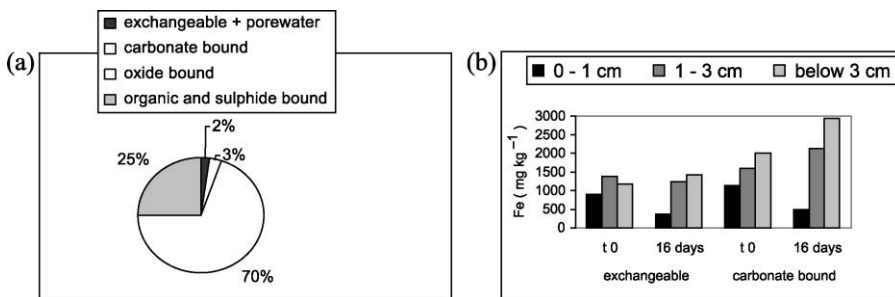 (a)
exchangeable + porewater
carbonate bound
oxide bound
organic and sulphide bound
2%
3%
25%
70%
(b)
0 - 1 cm 1 - 3 cm below 3 cm
Fe ( mg kg −1 )
3000
2500
2000
1500
1000
500
0
t 0 16 days t 0 16 days
exchangeable carbonate bound